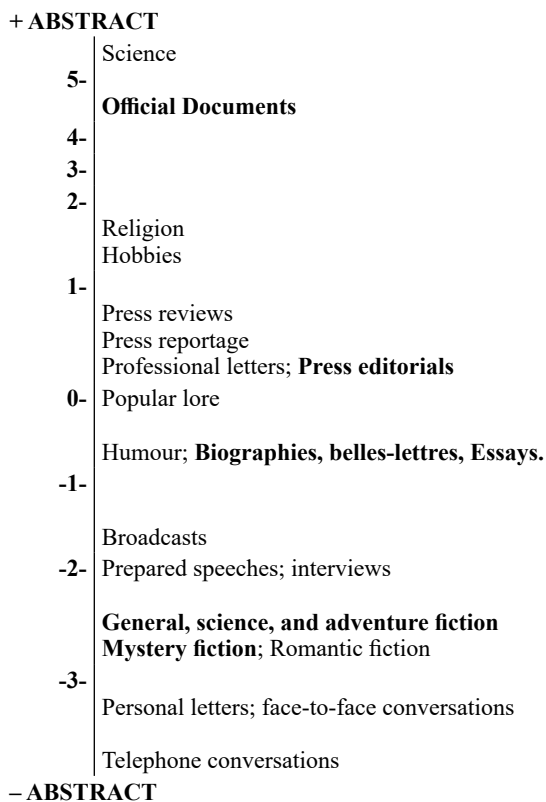 + ABSTRACT
Science
5-
Official Documents
4-
3-
2-
Religion
Hobbies
1-
Press reviews
Press reportage
Professional letters; Press editorials
0- Popular lore
Humour; Biographies, belles-lettres, Essays.
-1-
Broadcasts
-2- Prepared speeches; interviews
General, science, and adventure fiction
Mystery fiction; Romantic fiction
-3-
Personal letters; face-to-face conversations
Telephone conversations
– ABSTRACT